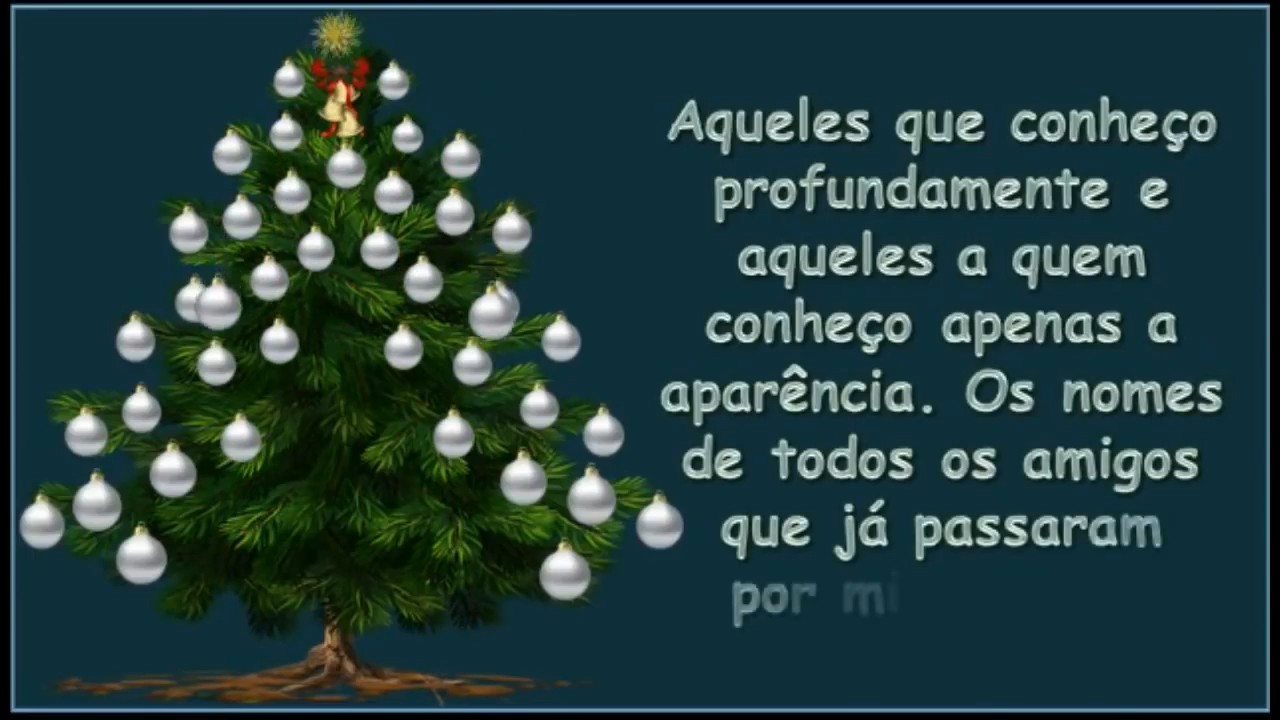 Aqueles que conheço
profundamente e
aqueles a quem
conheço apenas a
aparência. Os nomes
de todos os amigos
que já passaram
por mi